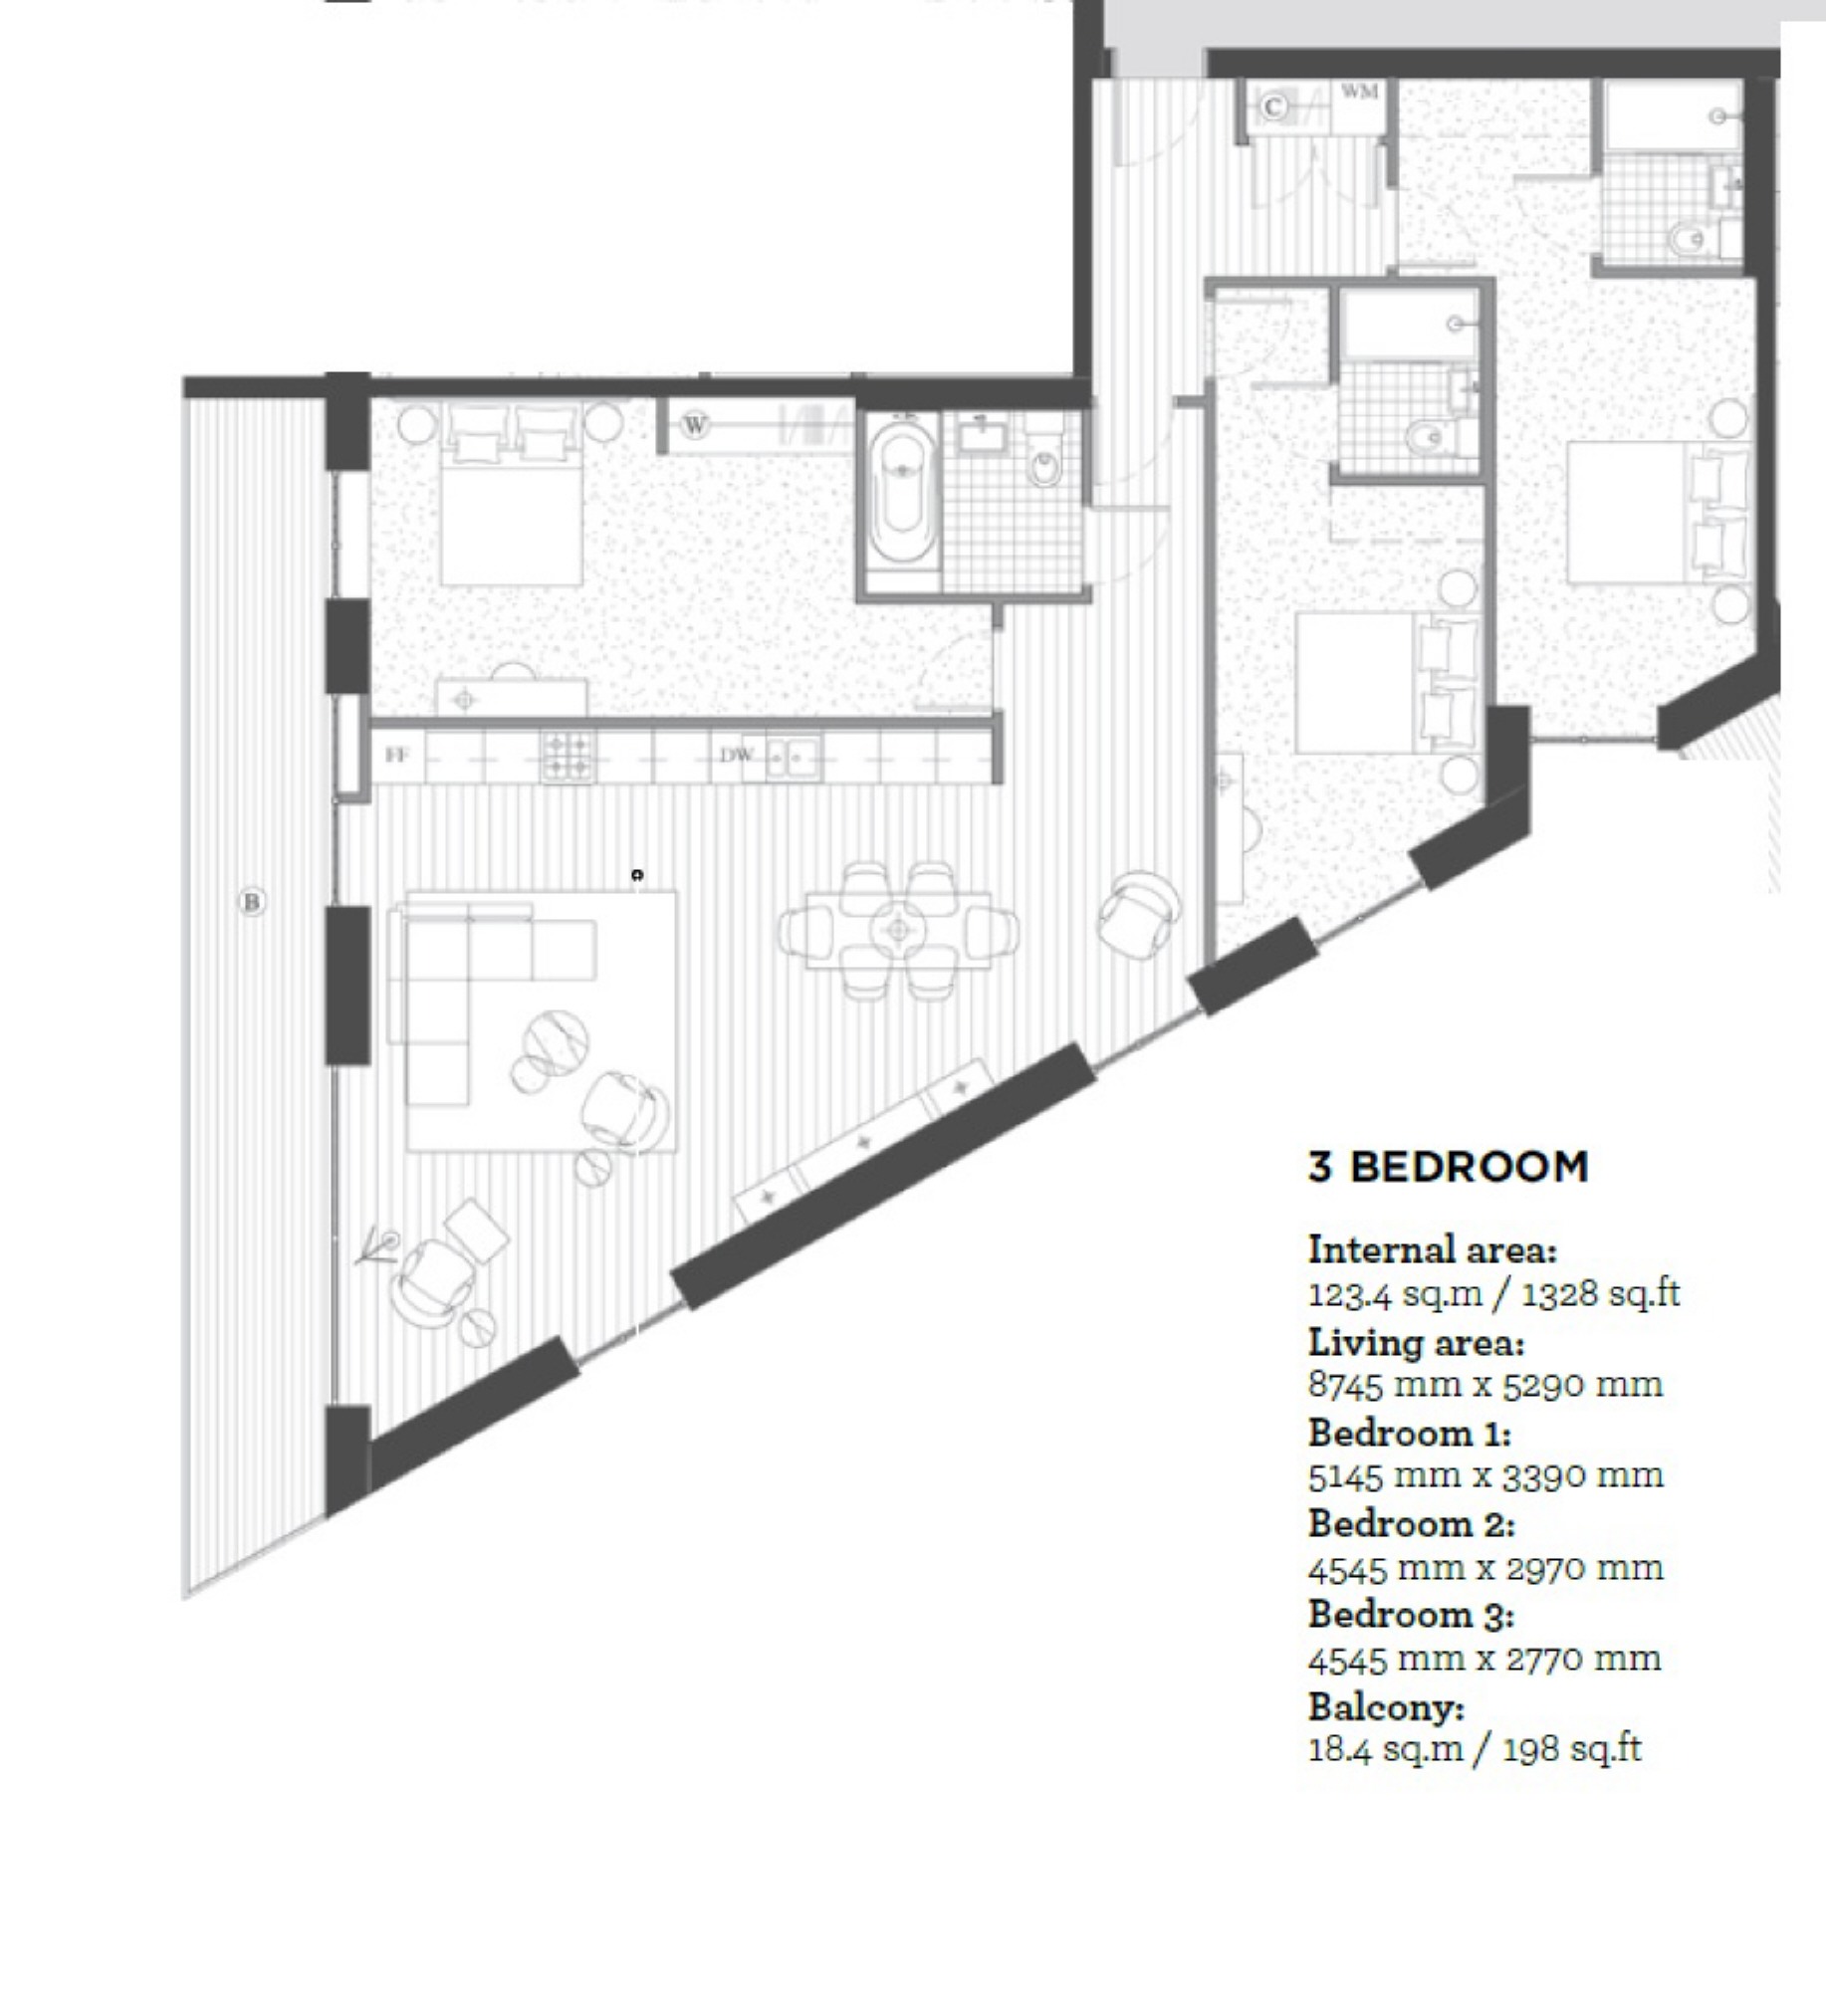 C
WM
W
FF
DW
B
3 BEDROOM
Internal area:
123.4 sq.m / 1328 sq.ft
Living area:
8745 mm x 5290 mm
Bedroom 1:
5145 mm x 3390 mm
Bedroom 2:
4545 mm x 2970 mm
Bedroom 3:
4545 mm x 2770 mm
Balcony:
18.4 sq.m / 198 sq.ft